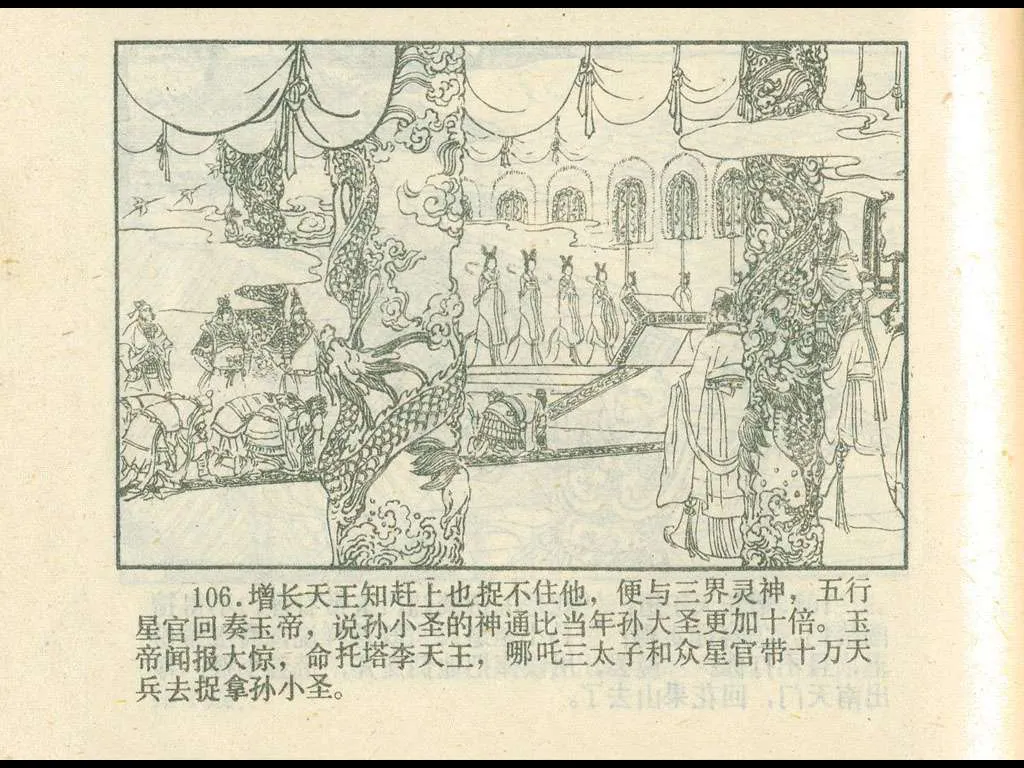 106.增长天王知赶上也捉不住他，便与三界灵神，五行
星官回奏玉帝，说孙小圣的神通比当年孙大圣更加十倍。玉
帝闻报大惊，命托塔李天王，哪吒三太子和众星官带十万天
兵去捉拿孙小圣。